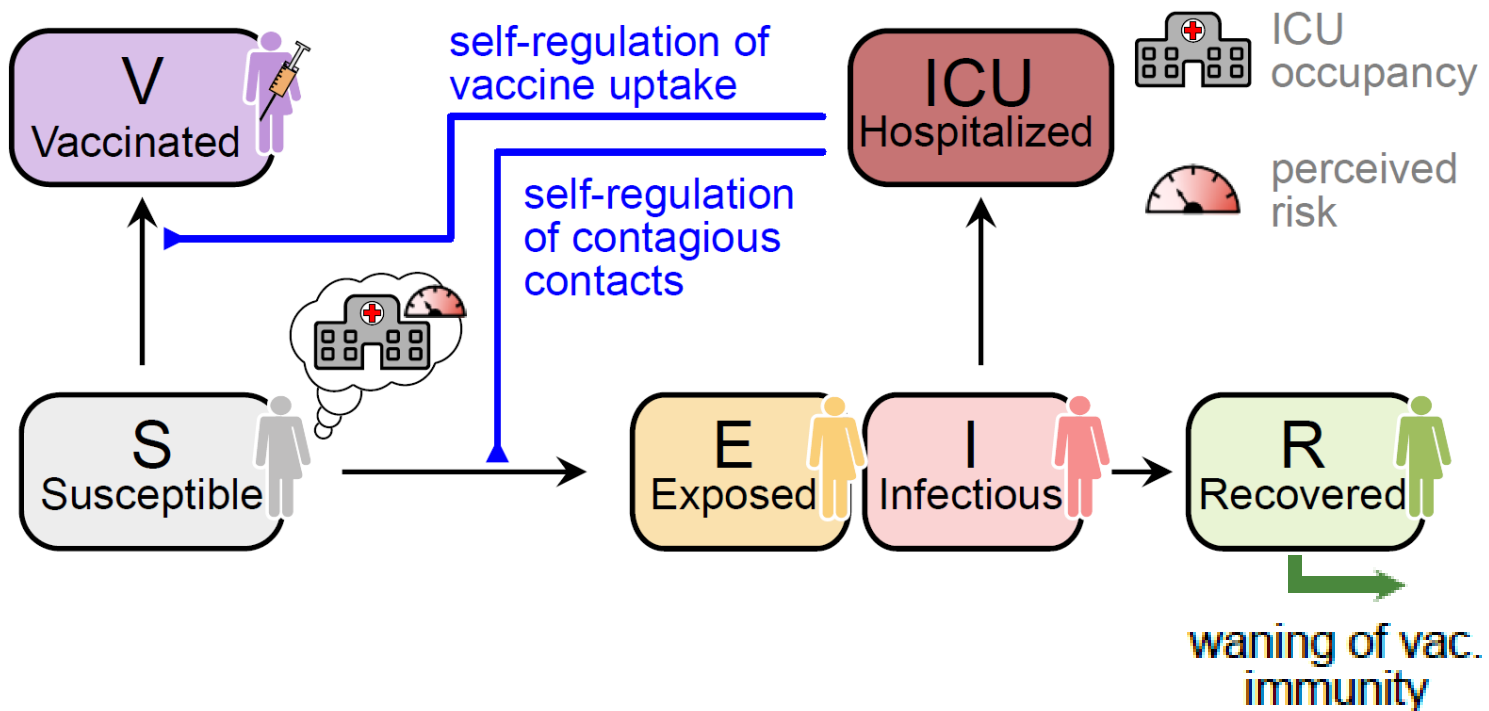 V
Vaccinated
self-regulation of
vaccine uptake
ICU
Hospitalized
ICU
occupancy
perceived
risk
self-regulation
of contagious
contacts
S
Susceptible
E
Exposed
I
Infectious
R
Recovered
waning of vac.
immunity